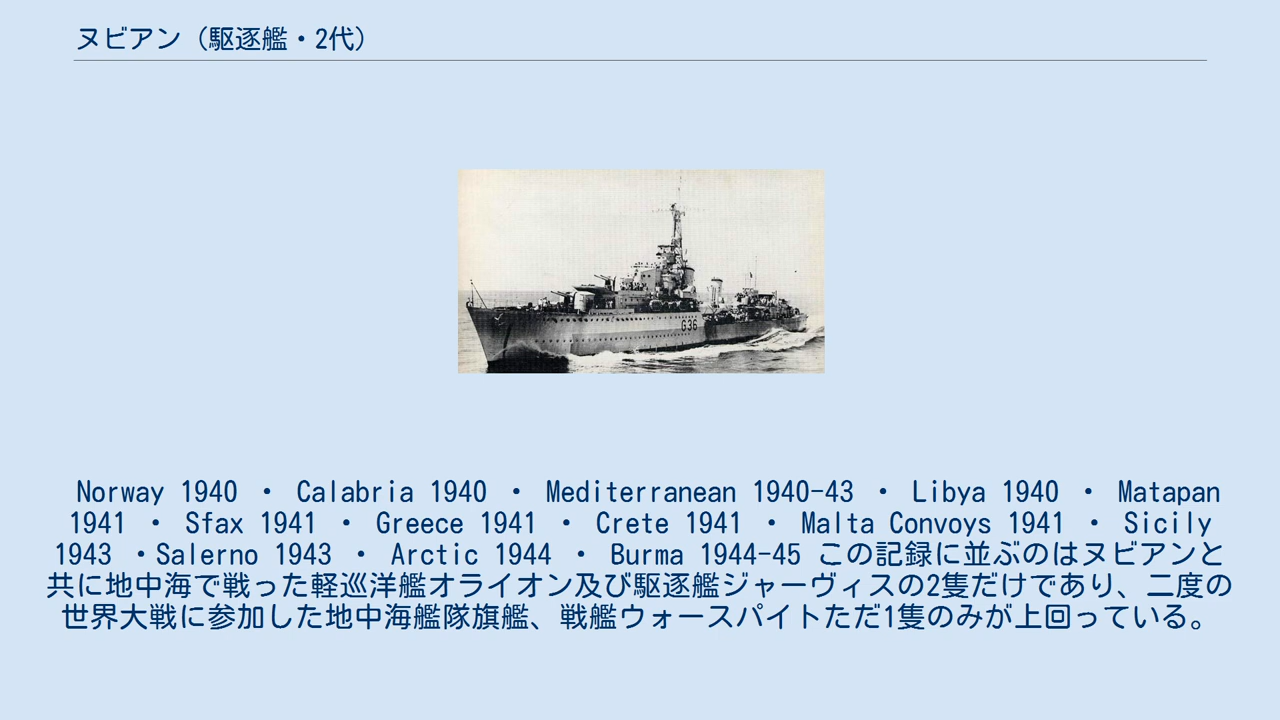 ヌビアン（駆逐艦・2代）
G36
Norway 1940 ・ Calabria 1940 ・ Mediterranean 1940-43 ・ Libya 1940 ・ Matapan
1941 ・ Sfax 1941 ・ Greece 1941 ・ Crete 1941 ・ Malta Convoys 1941 ・ Sicily
1943 ・Salerno 1943 ・ Arctic 1944 ・ Burma 1944-45 この記録に並ぶのはヌビアンと
共に地中海で戦った軽巡洋艦オライオン及び駆逐艦ジャーヴィスの2隻だけであり、二度の
世界大戦に参加した地中海艦隊旗艦、戦艦ウォースパイトただ1隻のみが上回っている。